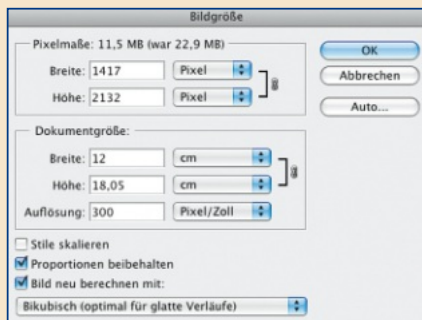 Bildgröße
Pixelmaße: 11,5 MB (war 22,9 MB)
OK
Breite: 1417 Pixel
Abbrechen
Höhe: 2132 Pixel
Auto...
Dokumentgröße:
Breite: 12 cm
Höhe: 18,05 cm
Auflösung: 300 Pixel/Zoll
Stile skalieren
Proportionen beibehalten
Bild neu berechnen mit:
Bikubisch (optimal für glatte Verläufe)